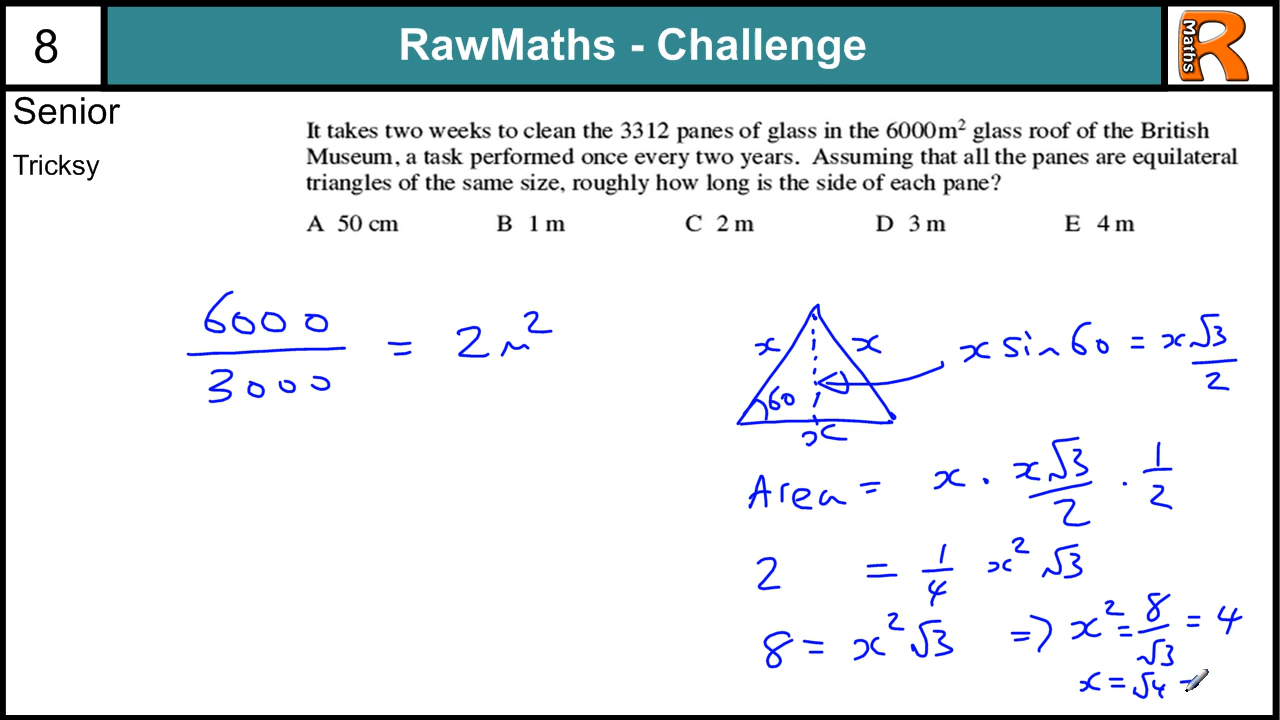 8
RawMaths - Challenge
Maths
R
Senior
Tricksy
It takes two weeks to clean the 3312 panes of glass in the 6000m² glass roof of the British
Museum, a task performed once every two years. Assuming that all the panes are equilateral
triangles of the same size, roughly how long is the side of each pane?
A 50 cm B 1 m C 2 m D 3 m E 4 m
6000/3000 = 2m²
x x x sin 60 = x√3/2
60
x
Area = x . x√3/2 . 1/2
2 = 1/4 x² √3
8 = x² √3 => x² = 8/√3 = 4
x = √4 =